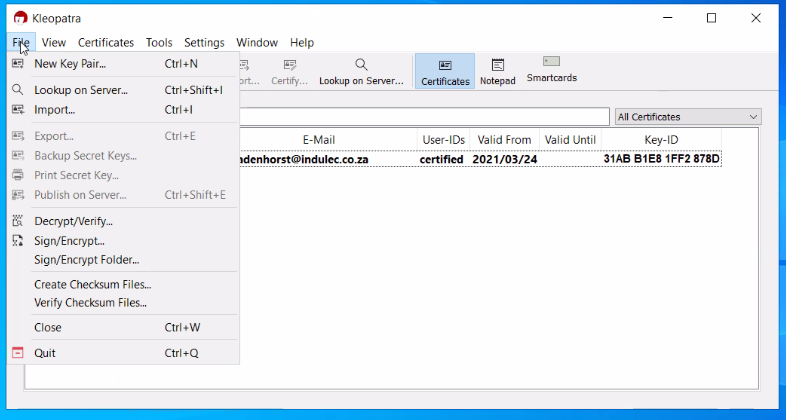 Kleopatra
File View Certificates Tools Settings Window Help
New Key Pair... Ctrl+N
Lookup on Server... Ctrl+Shift+I
Import... Ctrl+I
Export... Ctrl+E
Backup Secret Keys...
Print Secret Key...
Publish on Server... Ctrl+Shift+E
Decrypt/Verify...
Sign/Encrypt...
Sign/Encrypt Folder...
Create Checksum Files...
Verify Checksum Files...
Close Ctrl+W
Quit Ctrl+Q
ort... Certify... Lookup on Server... Certificates Notepad Smartcards
All Certificates
E-Mail User-IDs Valid From Valid Until Key-ID
adenhorst@indulec.co.za certified 2021/03/24 31AB B1E8 1FF2 878D